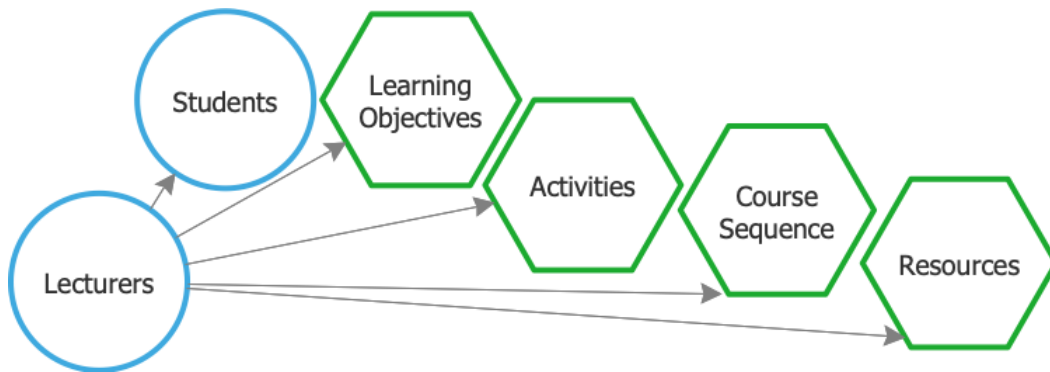 Students
Learning
Objectives
Activities
Course
Sequence
Resources
Lecturers